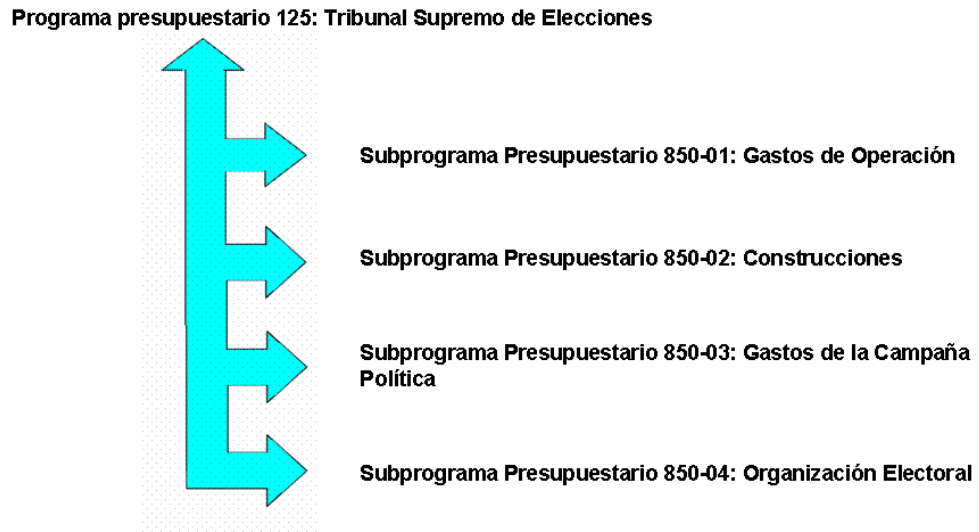 Programa presupuestario 125: Tribunal Supremo de Elecciones
Subprograma Presupuestario 850-01: Gastos de Operación
Subprograma Presupuestario 850-02: Construcciones
Subprograma Presupuestario 850-03: Gastos de la Campaña
Política
Subprograma Presupuestario 850-04: Organización Electoral